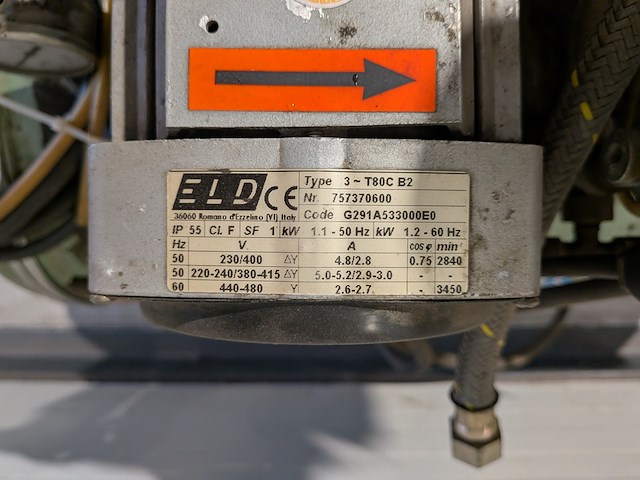 ELD CE
36060 Romano d'Ezzelino (VI) Italy
Type 3 ~ T80C B2
Nr. 757370600
Code G291A533000E0
IP 55 Cl. F SF 1 kW 1.1 - 50 Hz kW 1.2 - 60 Hz
Hz V. A cos φ min
50 230/400 ΔY 4.8/2.8 0.75 2840
50 220-240/380-415 ΔY 5.0-5.2/2.9-3.0 - -
60 440-480 Y 2.6-2.7 - 3450